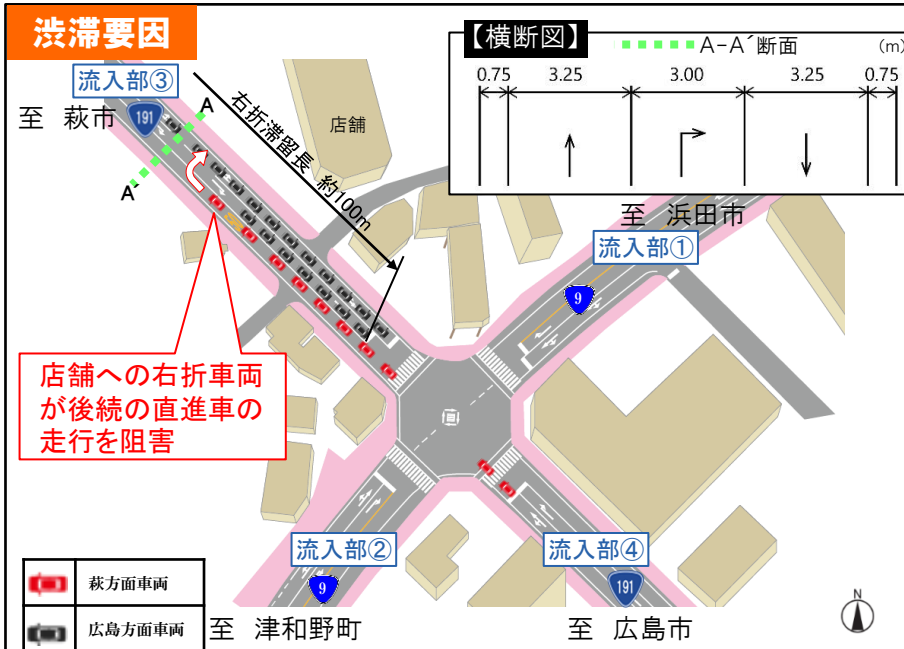 渋滞要因
【横断図】
A-A´断面
(m)
0.75 3.25 3.00 3.25 0.75
流入部③
至 萩市
191
A
A´
右折滞留長 約100m
店舗
至 浜田市
流入部①
9
店舗への右折車両
が後続の直進車の
走行を阻害
流入部②
9
至 津和野町
流入部④
191
至 広島市
萩方面車両
広島方面車両
N